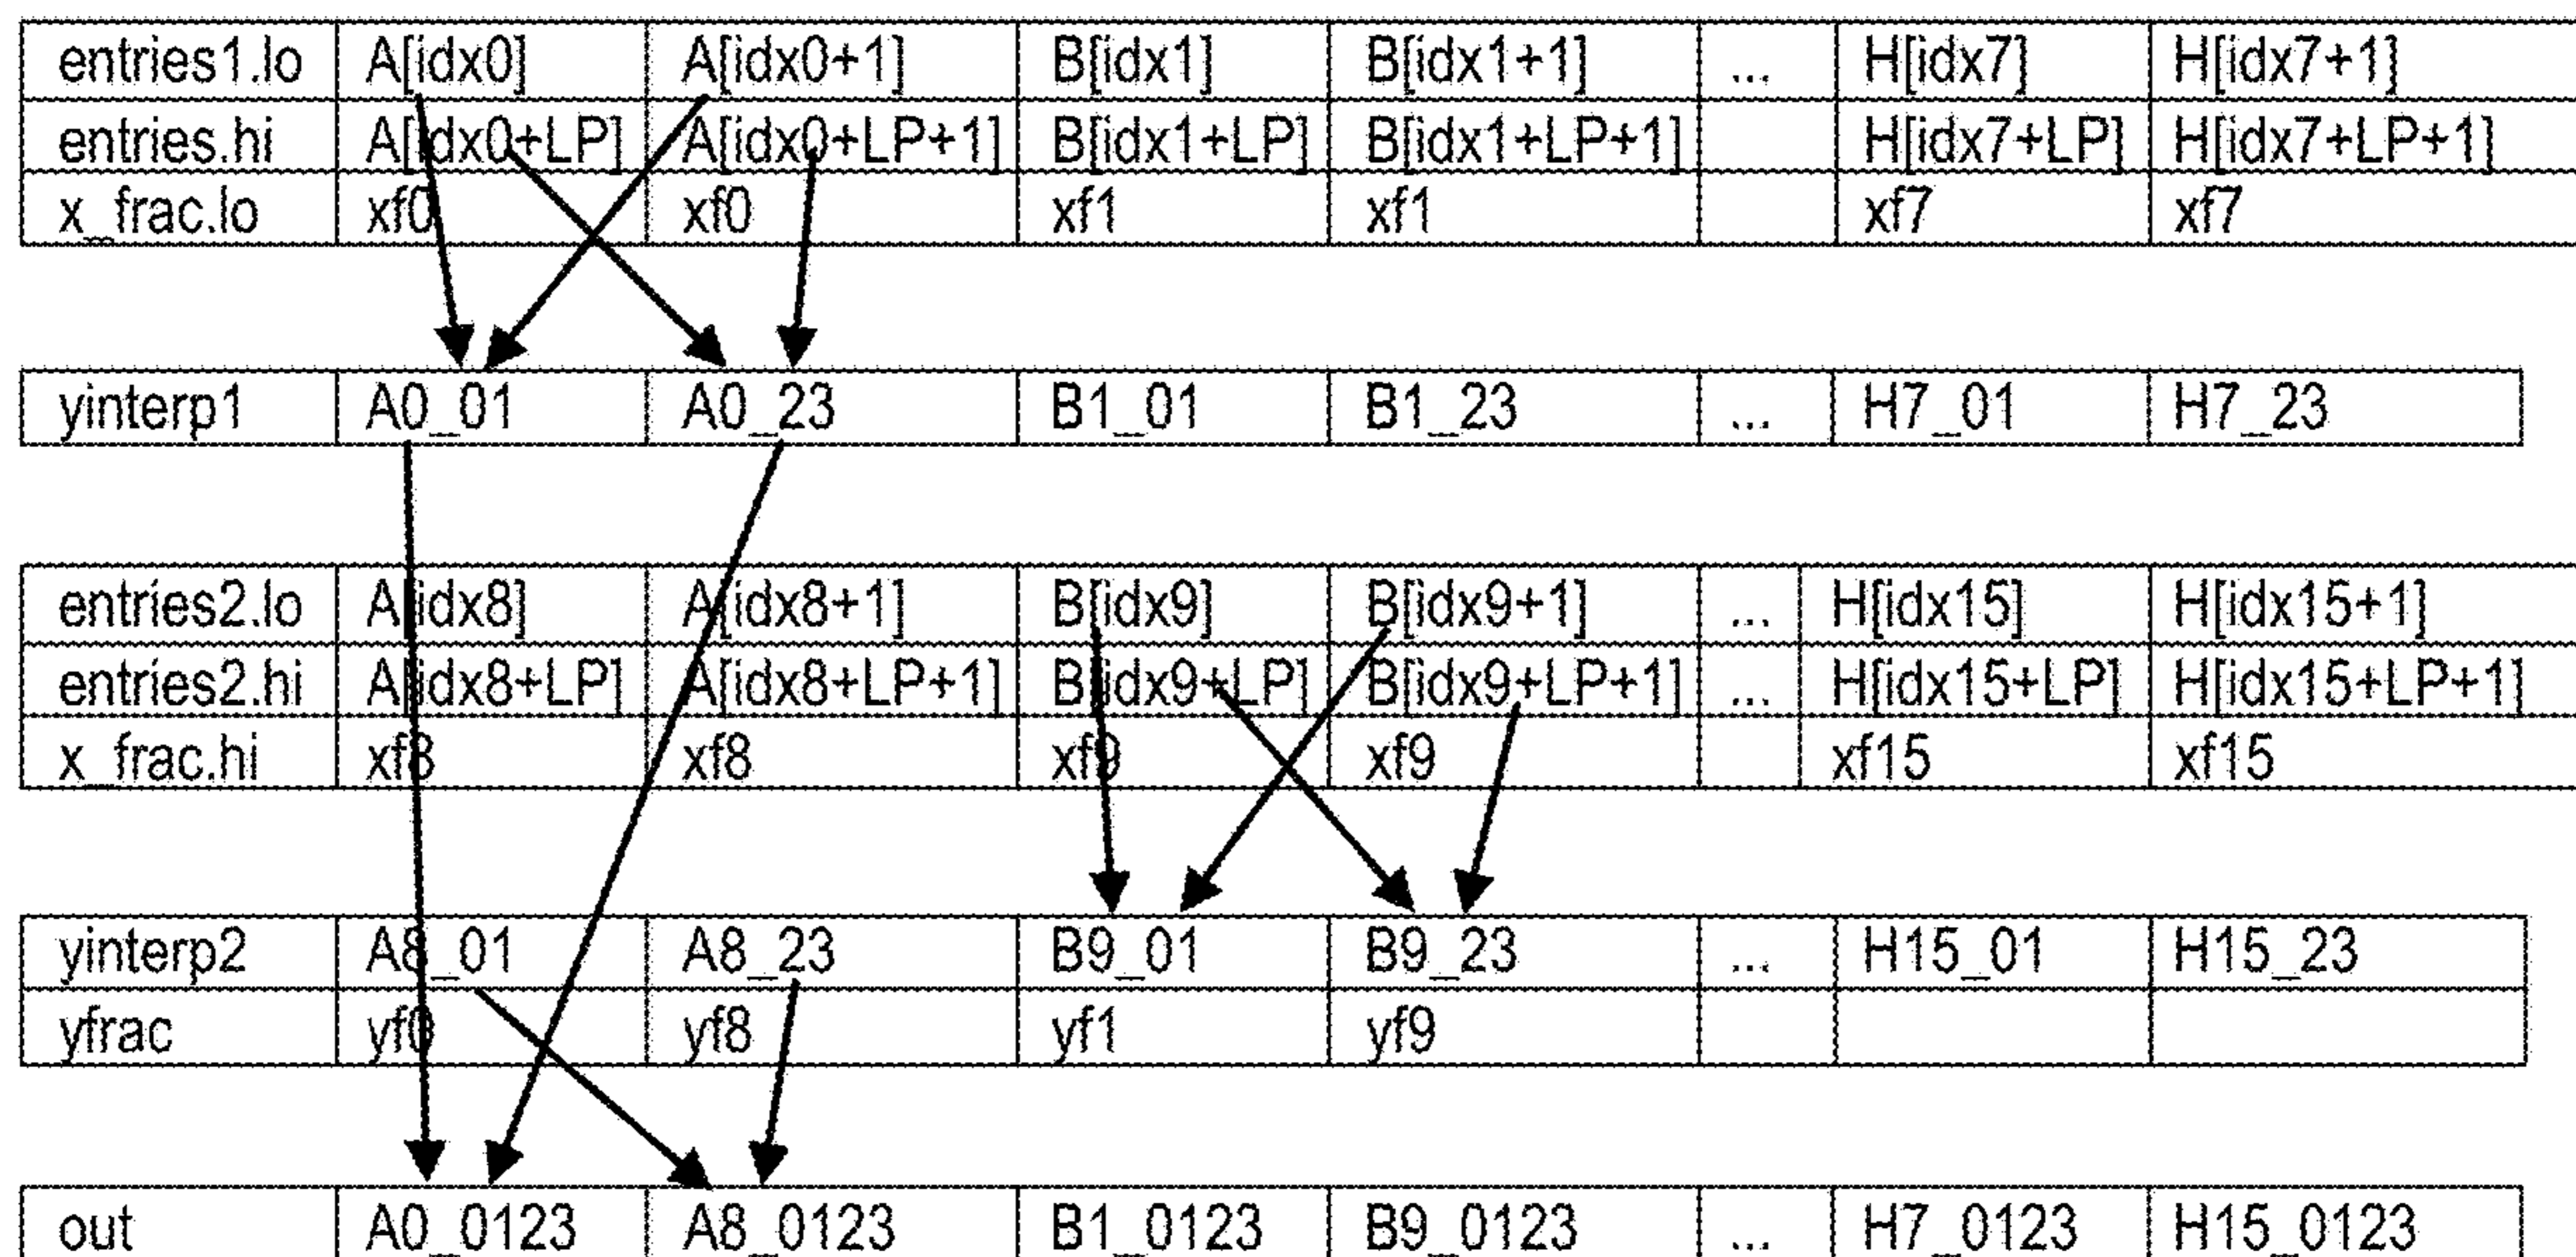 entries1.lo A[idx0] A[idx0+1] B[idx1] B[idx1+1] ... H[idx7] H[idx7+1]
entries.hi A[idx0+LP] A[idx0+LP+1] B[idx1+LP] B[idx1+LP+1] H[idx7+LP] H[idx7+LP+1]
x_frac.lo xf0 xf0 xf1 xf1 xf7 xf7
yinterp1 A0_01 A0_23 B1_01 B1_23 ... H7_01 H7_23
entries2.lo A[idx8] A[idx8+1] B[idx9] B[idx9+1] ... H[idx15] H[idx15+1]
entries2.hi A[idx8+LP] A[idx8+LP+1] B[idx9+LP] B[idx9+LP+1] ... H[idx15+LP] H[idx15+LP+1]
x_frac.hi xf8 xf8 xf9 xf9 xf15 xf15
yinterp2 A8_01 A8_23 B9_01 B9_23 ... H15_01 H15_23
yfrac yf0 yf8 yf1 yf9
out A0_0123 A8_0123 B1_0123 B9_0123 ... H7_0123 H15_0123